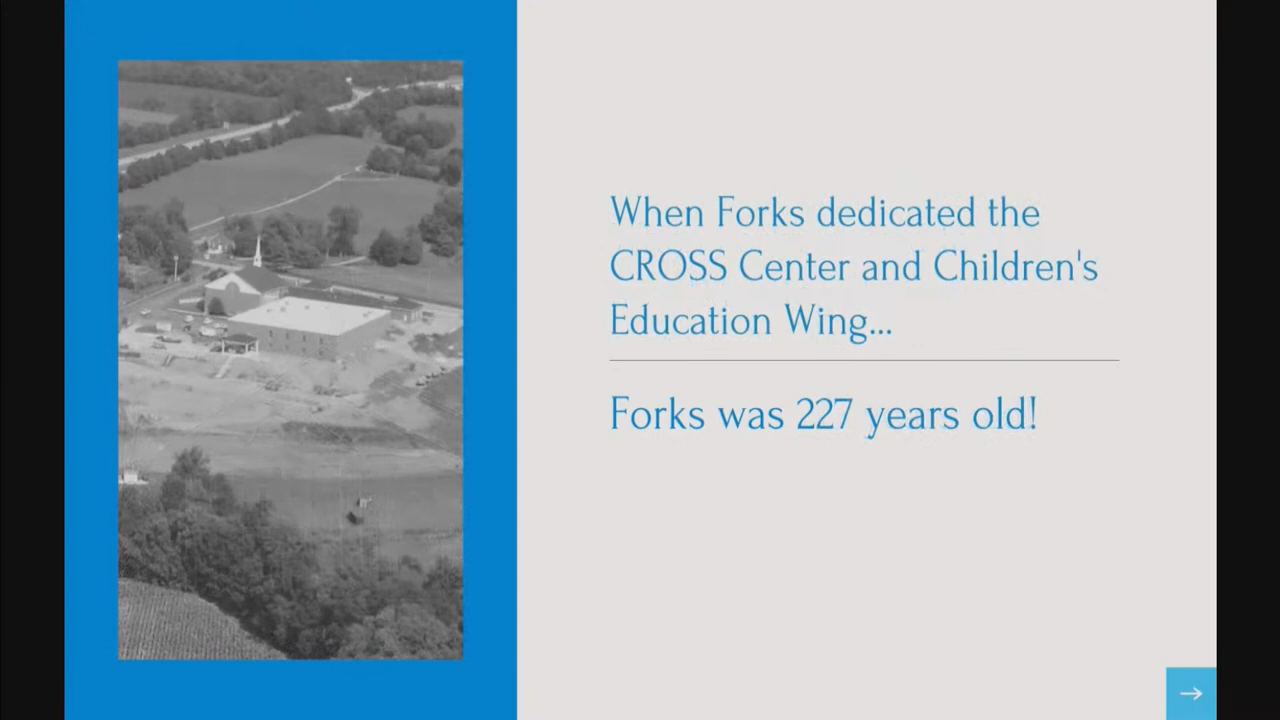 When Forks dedicated the
CROSS Center and Children's
Education Wing...
Forks was 227 years old!